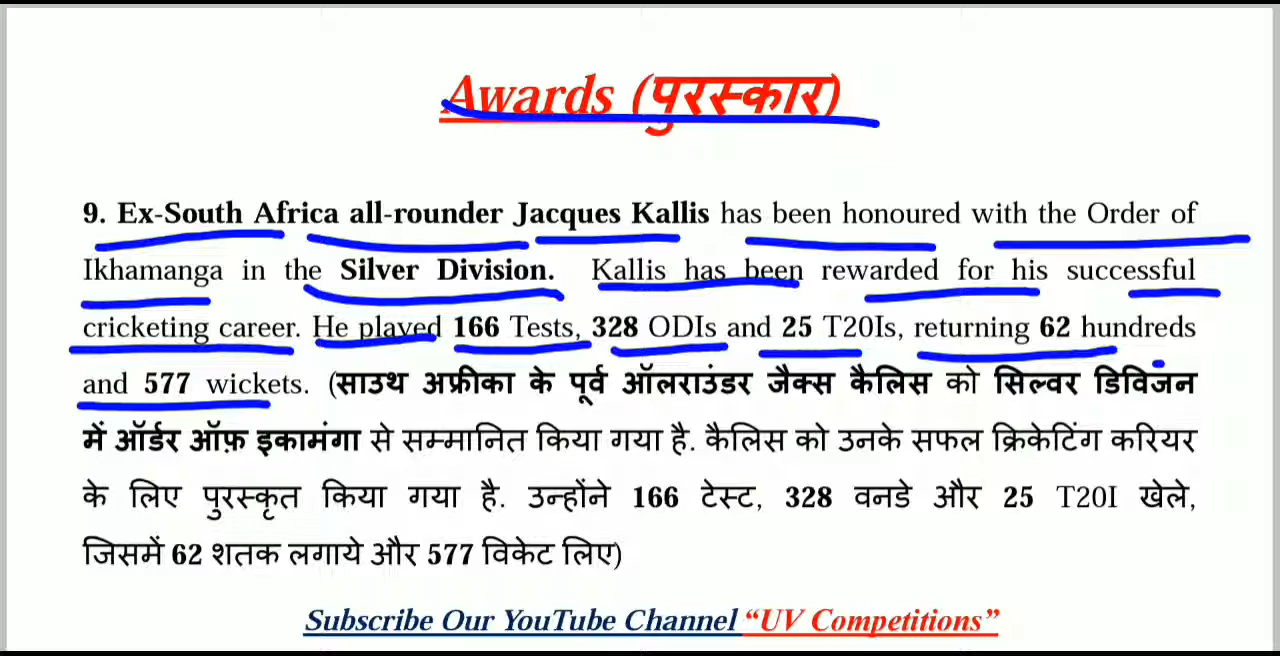 Awards (पुरस्कार)
9. Ex-South Africa all-rounder Jacques Kallis has been honoured with the Order of
Ikhamanga in the Silver Division. Kallis has been rewarded for his successful
cricketing career. He played 166 Tests, 328 ODIs and 25 T20Is, returning 62 hundreds
and 577 wickets. (साउथ अफ्रीका के पूर्व ऑलराउंडर जैक्स कैलिस को सिल्वर डिविजन
में ऑर्डर ऑफ़ इकामंगा से सम्मानित किया गया है. कैलिस को उनके सफल क्रिकेटिंग करियर
के लिए पुरस्कृत किया गया है. उन्होंने 166 टेस्ट, 328 वनडे और 25 T20I खेले,
जिसमें 62 शतक लगाये और 577 विकेट लिए)
Subscribe Our YouTube Channel “UV Competitions”